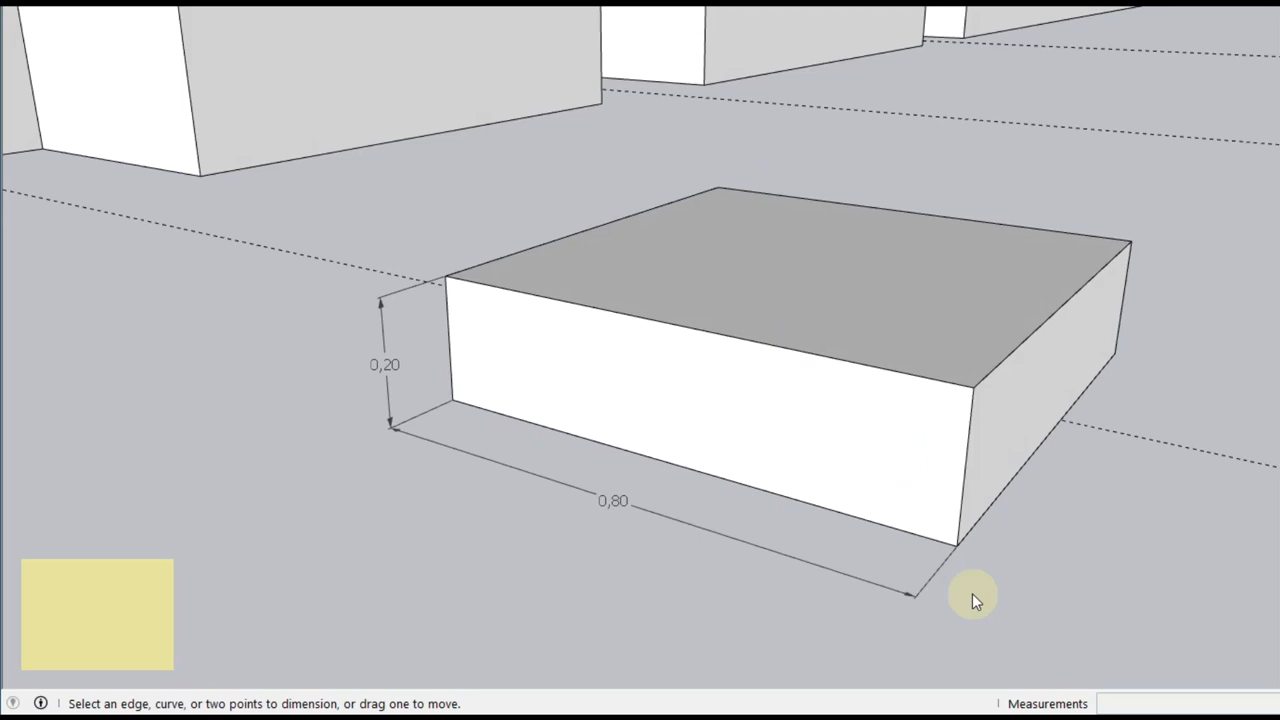 0,20
0,80
Select an edge, curve, or two points to dimension, or drag one to move.
Measurements